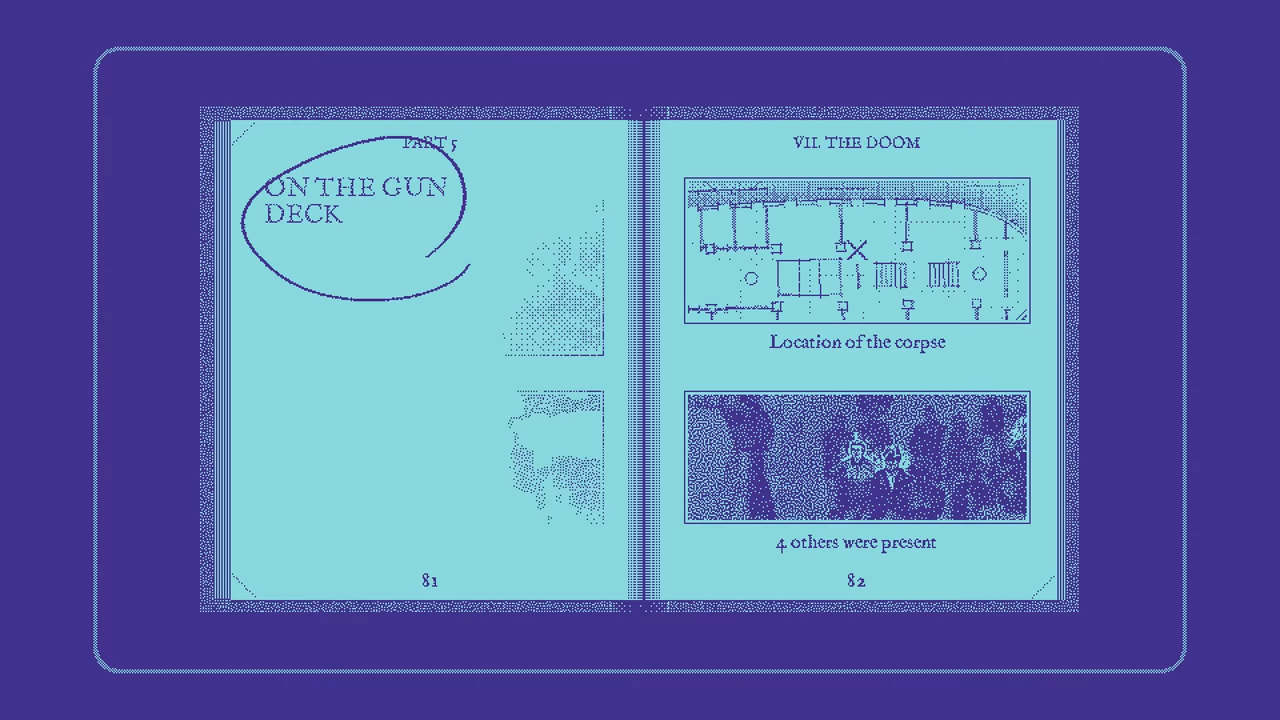 PART 5
ON THE GUN
DECK
81
VII. THE DOOM
Location of the corpse
4 others were present
82